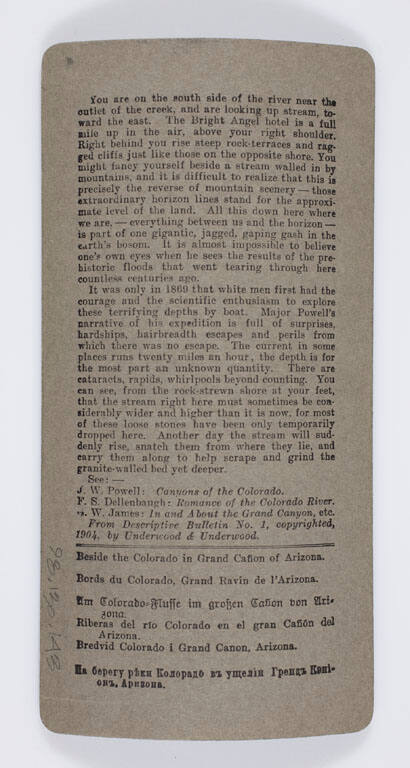 You are on the south side of the river near the
outlet of the creek, and are looking up stream, to-
ward the east. The Bright Angel hotel is a full
mile up in the air, above your right shoulder.
Right behind you rise steep rock-terraces and rag-
ged cliffs just like those on the opposite shore. You
might fancy yourself beside a stream walled in by
mountains, and it is difficult to realize that this is
precisely the reverse of mountain scenery — those
extraordinary horizon lines stand for the approxi-
mate level of the land. All this down here where
we are, — everything between us and the horizon —
is part of one gigantic, jagged, gaping gash in the
earth's bosom. It is almost impossible to believe
one's own eyes when he sees the results of the pre-
historic floods that went tearing through here
countless centuries ago.
It was only in 1869 that white men first had the
courage and the scientific enthusiasm to explore
these terrifying depths by boat. Major Powell's
narrative of his expedition is full of surprises,
hardships, hairbreadth escapes and perils from
which there was no escape. The current in some
places runs twenty miles an hour, the depth is for
the most part an unknown quantity. There are
cataracts, rapids, whirlpools beyond counting. You
can see, from the rock-strewn shore at your feet,
that the stream right here must sometimes be con-
siderably wider and higher than it is now, for most
of these loose stones have been only temporarily
dropped here. Another day the stream will sud-
denly rise, snatch them from where they lie, and
carry them along to help scrape and grind the
granite-walled bed yet deeper.
See: —
J. W. Powell: Canyons of the Colorado.
F. S. Dellenbaugh: Romance of the Colorado River.
W. James: In and About the Grand Canyon, etc.
From Descriptive Bulletin No. 1, copyrighted,
1904, by Underwood & Underwood.
Beside the Colorado in Grand Cañon of Arizona.
Bords du Colorado, Grand Ravin de l'Arizona.
Am Colorado-Flusse im großen Cañon von Ari-
zona.
Riberas del río Colorado en el gran Cañón del
Arizona.
Bredvid Colorado i Grand Canon, Arizona.
На берегу рѣки Колорадо въ ущеліи Грендъ Кэні-
онъ, Аризона.